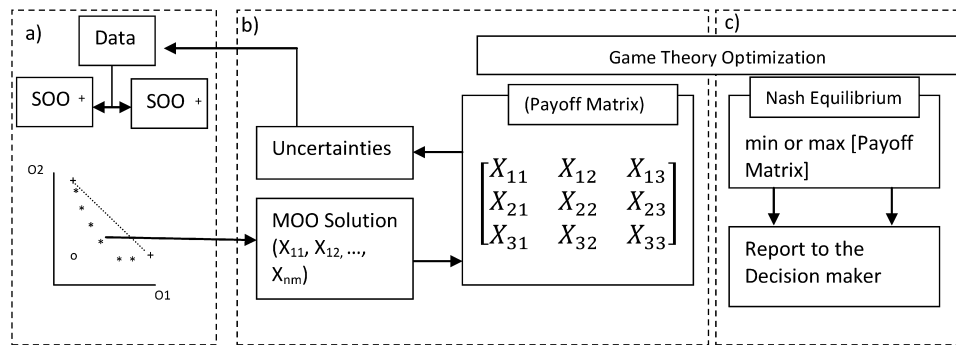 a)
Data
SOO +
SOO +
O2
+
*
*
*
*
*
* *
+
o
O1
b)
Uncertainties
MOO Solution
(X₁₁, X₁₂, ...,
Xₙₘ)
(Payoff Matrix)
X₁₁ X₁₂ X₁₃
X₂₁ X₂₂ X₂₃
X₃₁ X₃₂ X₃₃
c)
Game Theory Optimization
Nash Equilibrium
min or max [Payoff
Matrix]
Report to the
Decision maker